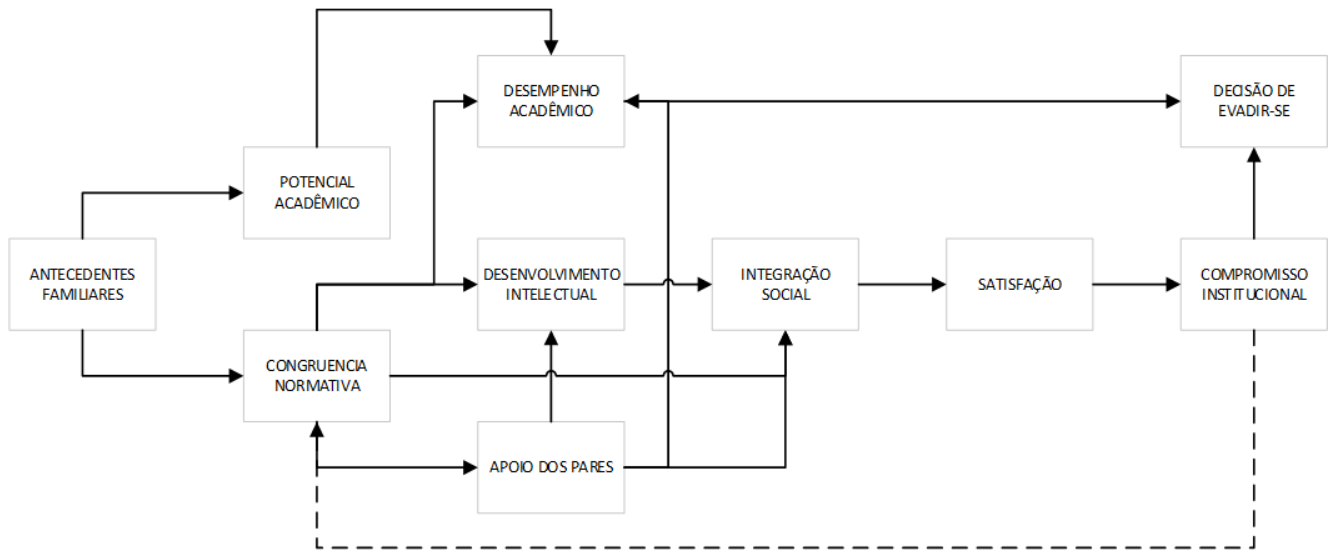 DESEMPENHO
ACADÊMICO
DECISÃO DE
EVADIR-SE
POTENCIAL
ACADÊMICO
ANTECEDENTES
FAMILIARES
DESENVOLVIMENTO
INTELECTUAL
INTEGRAÇÃO
SOCIAL
SATISFAÇÃO
COMPROMISSO
INSTITUCIONAL
CONGRUENCIA
NORMATIVA
APOIO DOS PARES